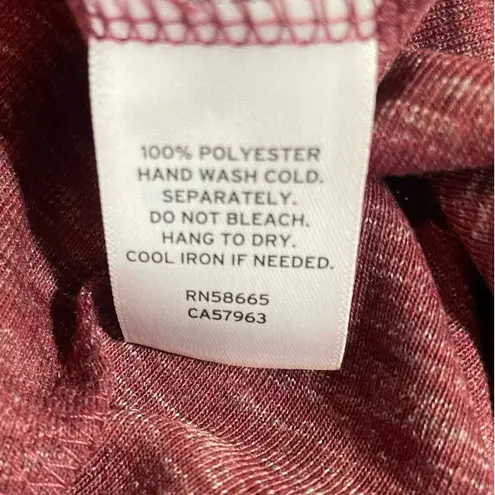 100% POLYESTER
HAND WASH COLD.
SEPARATELY.
DO NOT BLEACH.
HANG TO DRY.
COOL IRON IF NEEDED.
RN58665
CA57963